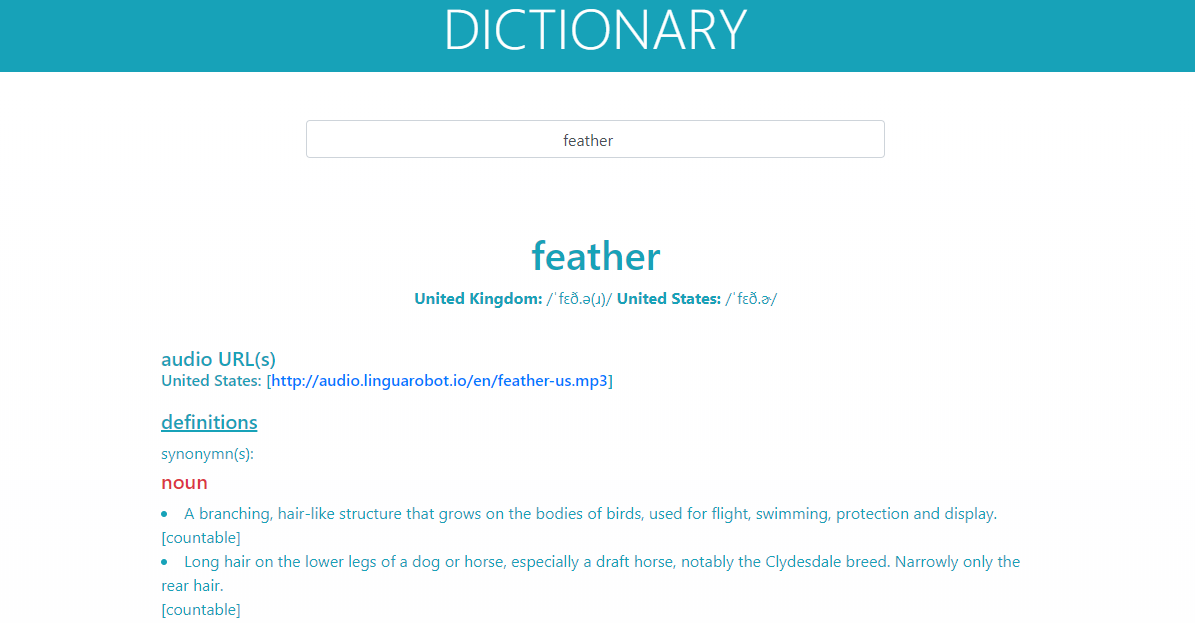 DICTIONARY
feather
feather
United Kingdom: /ˈfɛð.ə(ɹ)/ United States: /ˈfɛð.ɚ/
audio URL(s)
United States: [http://audio.linguarobot.io/en/feather-us.mp3]
definitions
synonymn(s):
noun
• A branching, hair-like structure that grows on the bodies of birds, used for flight, swimming, protection and display.
[countable]
• Long hair on the lower legs of a dog or horse, especially a draft horse, notably the Clydesdale breed. Narrowly only the
rear hair.
[countable]